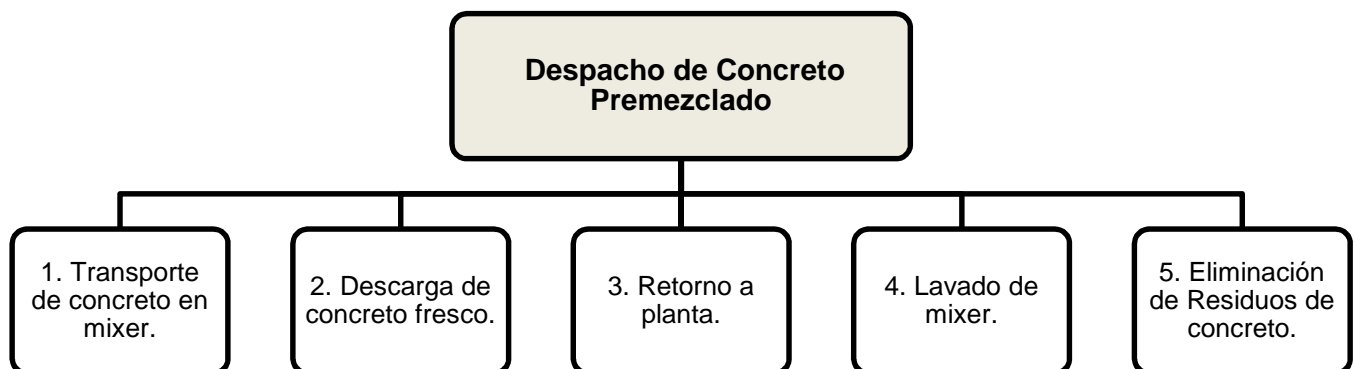 Despacho de Concreto
Premezclado
1. Transporte
de concreto en
mixer.
2. Descarga de
concreto fresco.
3. Retorno a
planta.
4. Lavado de
mixer.
5. Eliminación
de Residuos de
concreto.